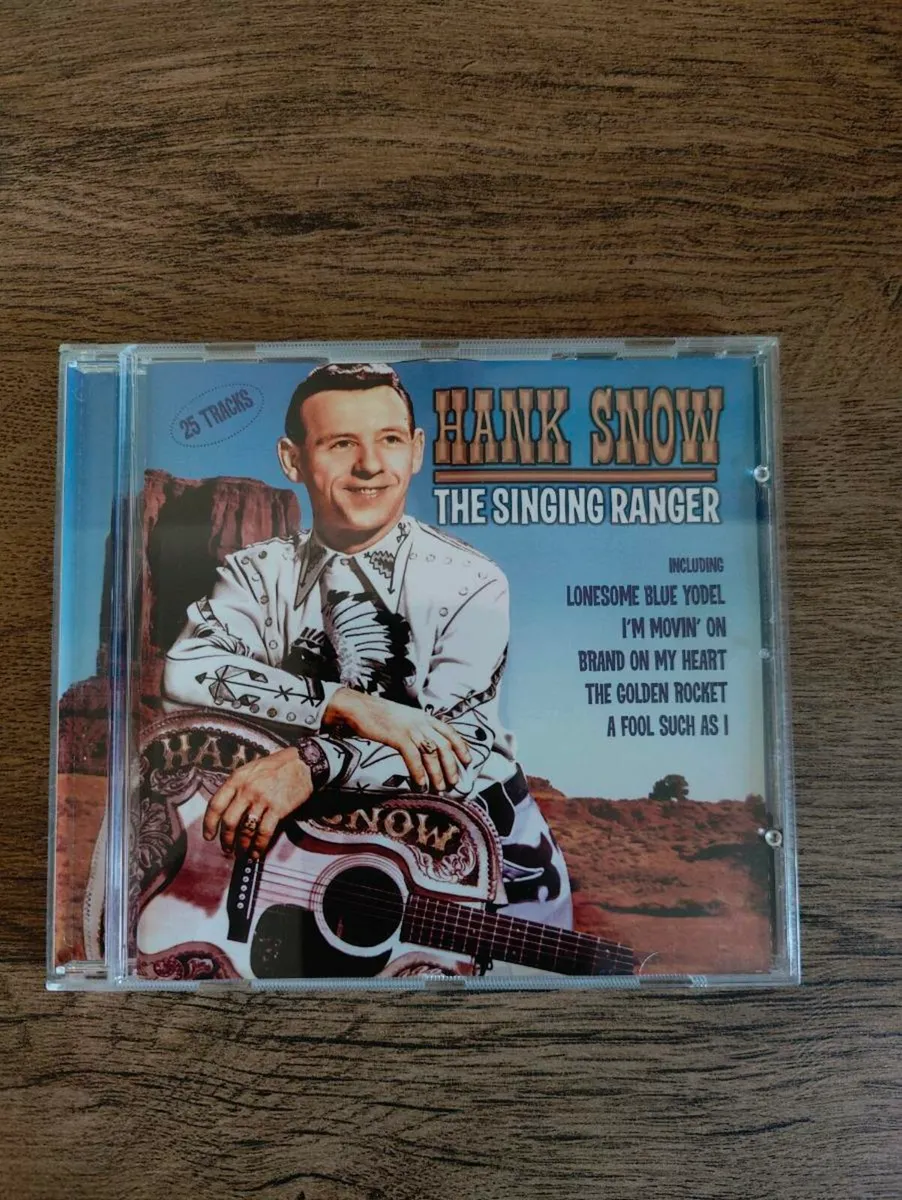 25 TRACKS
HANK SNOW
THE SINGING RANGER
INCLUDING
LONESOME BLUE YODEL
I'M MOVIN' ON
BRAND ON MY HEART
THE GOLDEN ROCKET
A FOOL SUCH AS I
HAN
SNOW